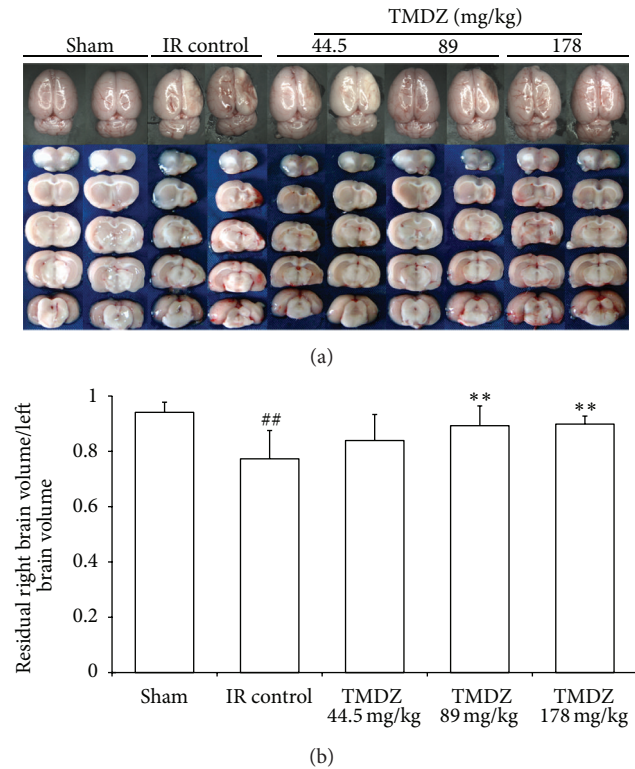 TMDZ (mg/kg)
Sham IR control 44.5 89 178
(a)
Residual right brain volume/left
brain volume
1
0.8
0.6
0.4
0.2
0
##
**
**
Sham IR control TMDZ TMDZ TMDZ
44.5 mg/kg 89 mg/kg 178 mg/kg
(b)